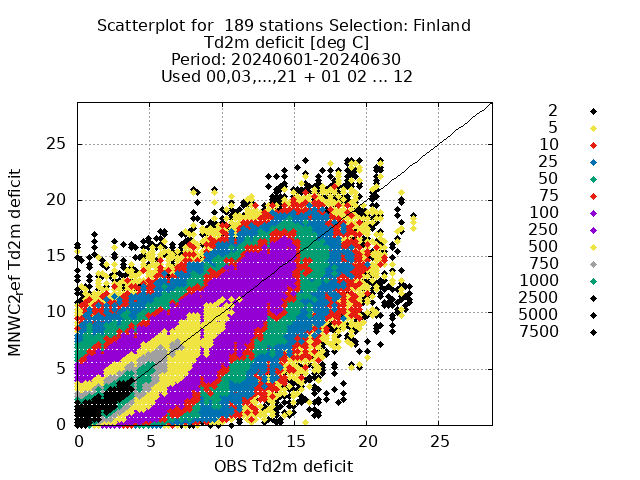 Scatterplot for  189 stations Selection: Finland
Td2m deficit [deg C]
Period: 20240601-20240630
Used 00,03,...,21 + 01 02 ... 12
MNWC2ref Td2m deficit
25
20
15
10
5
0
0 5 10 15 20 25
OBS Td2m deficit
2
5
10
25
50
75
100
250
500
750
1000
2500
5000
7500